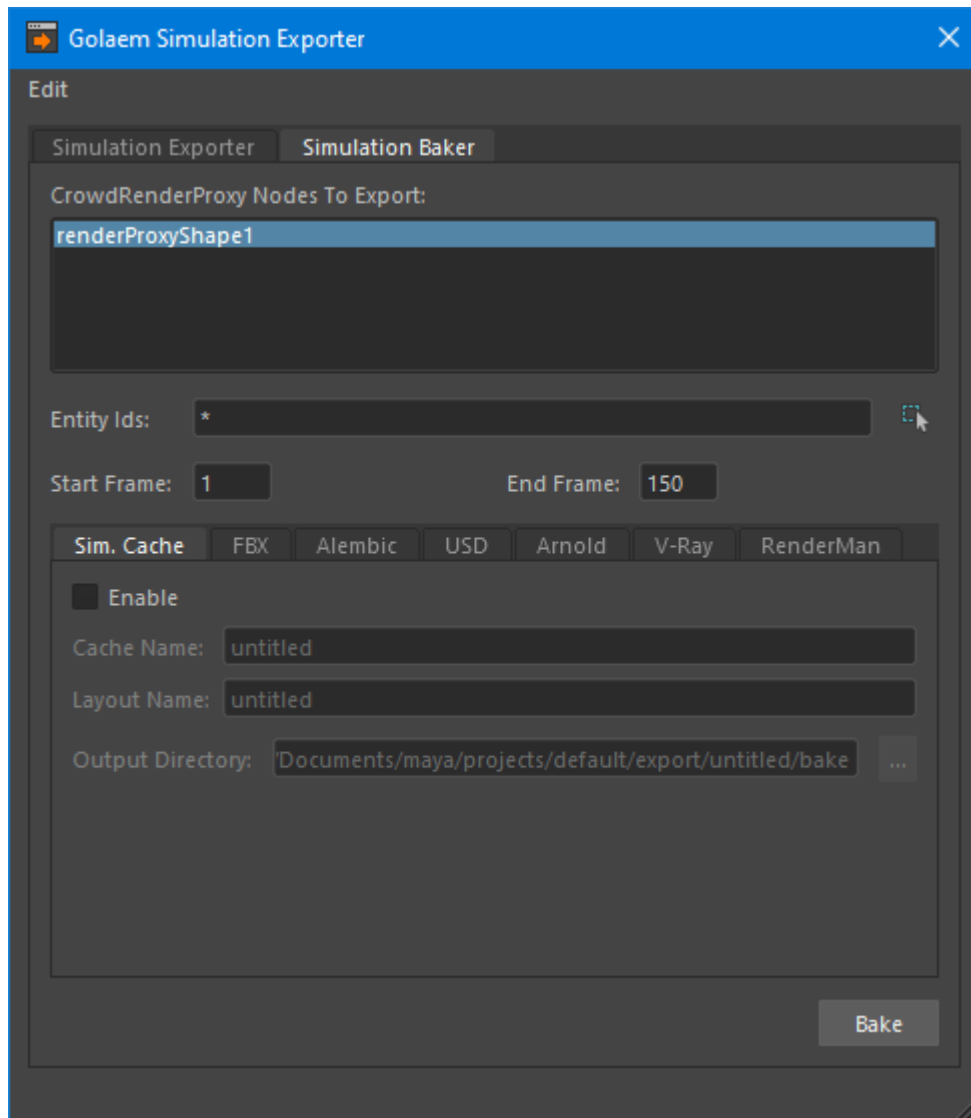 Golaem Simulation Exporter
Edit
Simulation Exporter Simulation Baker
CrowdRenderProxy Nodes To Export:
renderProxyShape1
Entity Ids: *
Start Frame: 1 End Frame: 150
Sim. Cache FBX Alembic USD Arnold V-Ray RenderMan
Enable
Cache Name: untitled
Layout Name: untitled
Output Directory: /Documents/maya/projects/default/export/untitled/bake ...
Bake